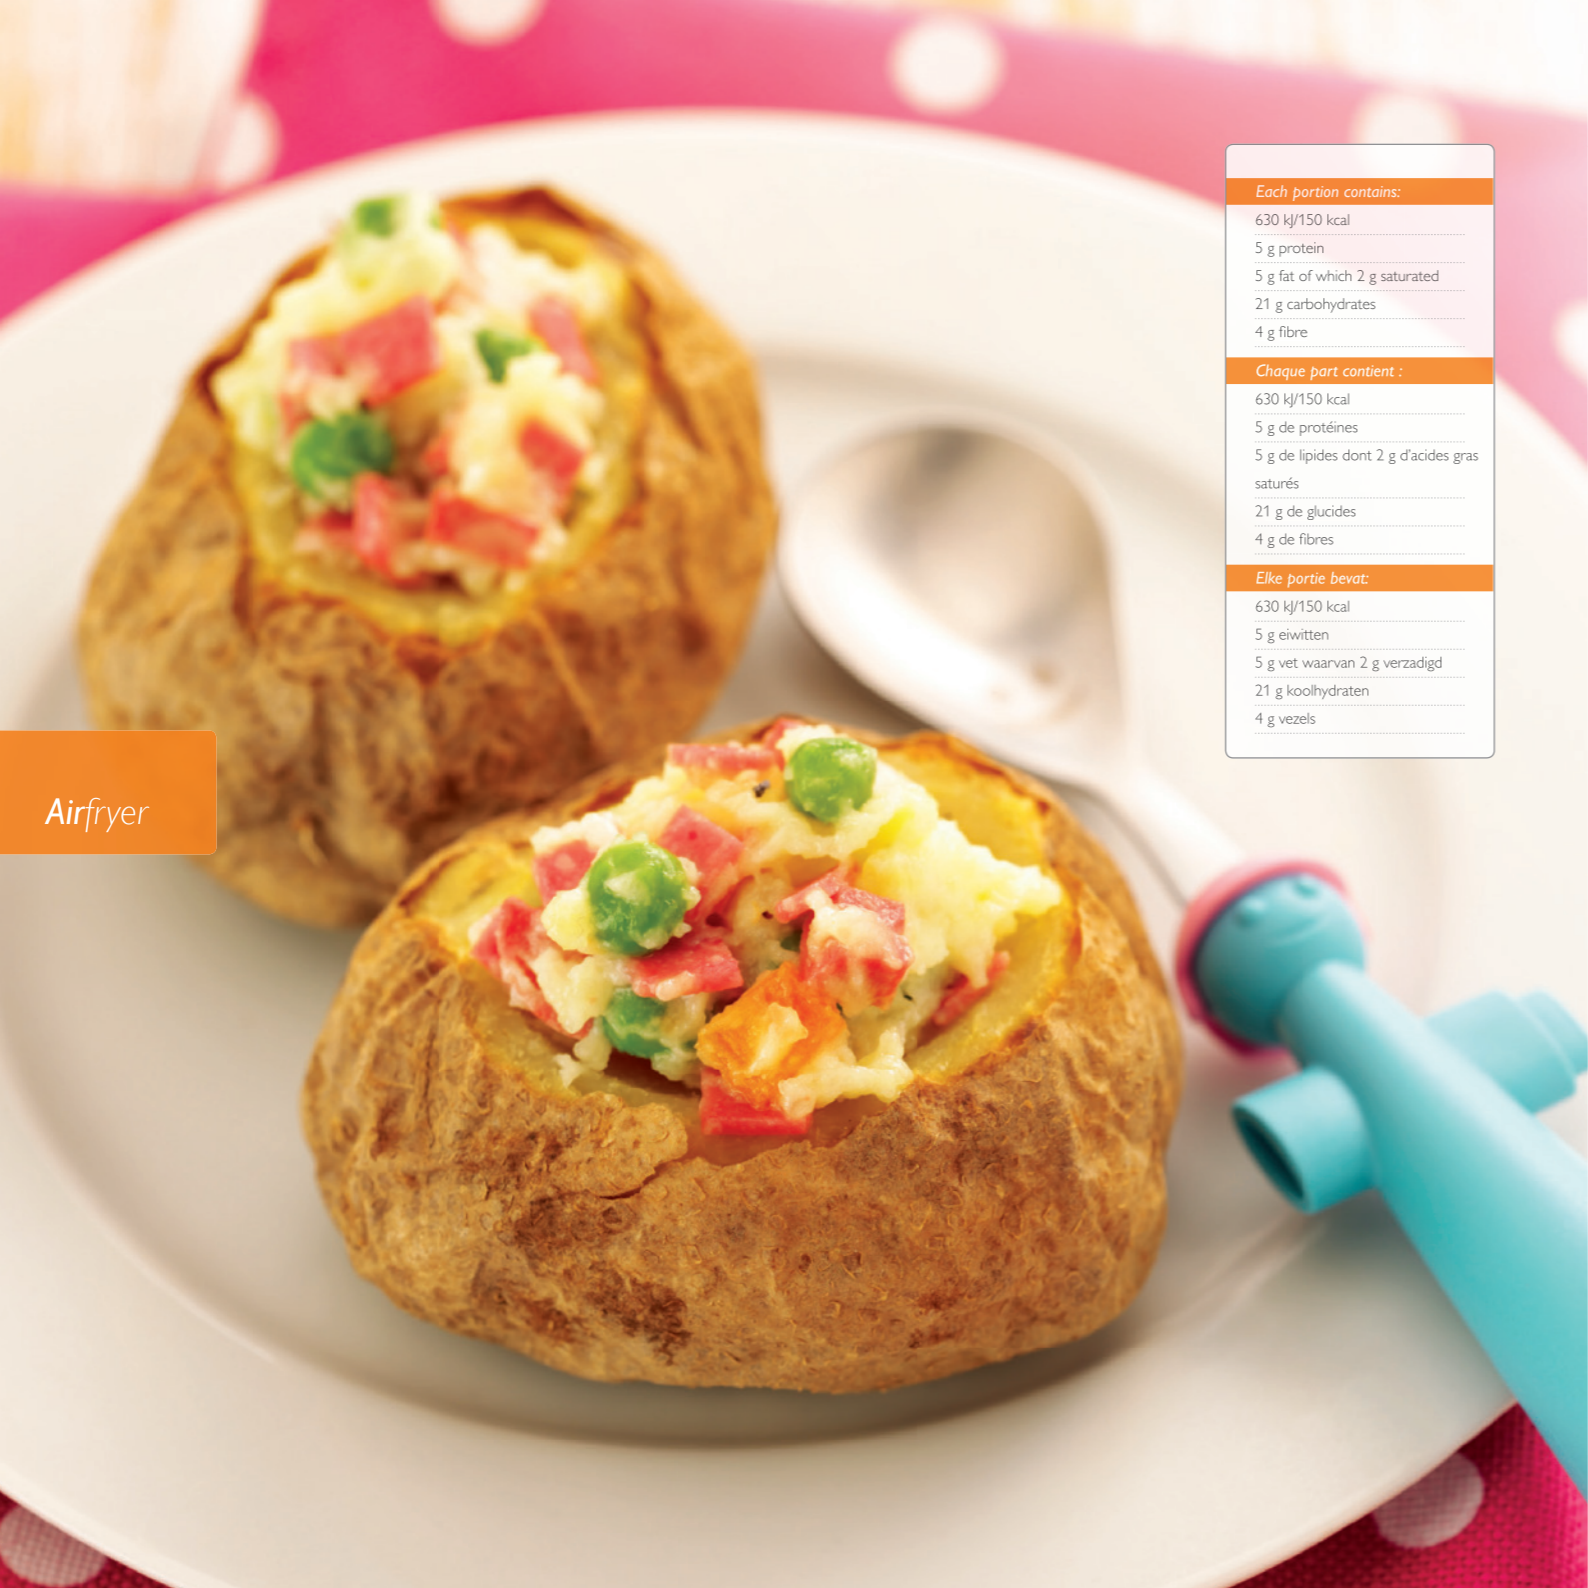 Each portion contains:
630 kJ/150 kcal
5 g protein
5 g fat of which 2 g saturated
21 g carbohydrates
4 g fibre
Chaque part contient :
630 kJ/150 kcal
5 g de protéines
5 g de lipides dont 2 g d'acides gras
saturés
21 g de glucides
4 g de fibres
Elke portie bevat:
630 kJ/150 kcal
5 g eiwitten
5 g vet waarvan 2 g verzadigd
21 g koolhydraten
4 g vezels
Airfryer